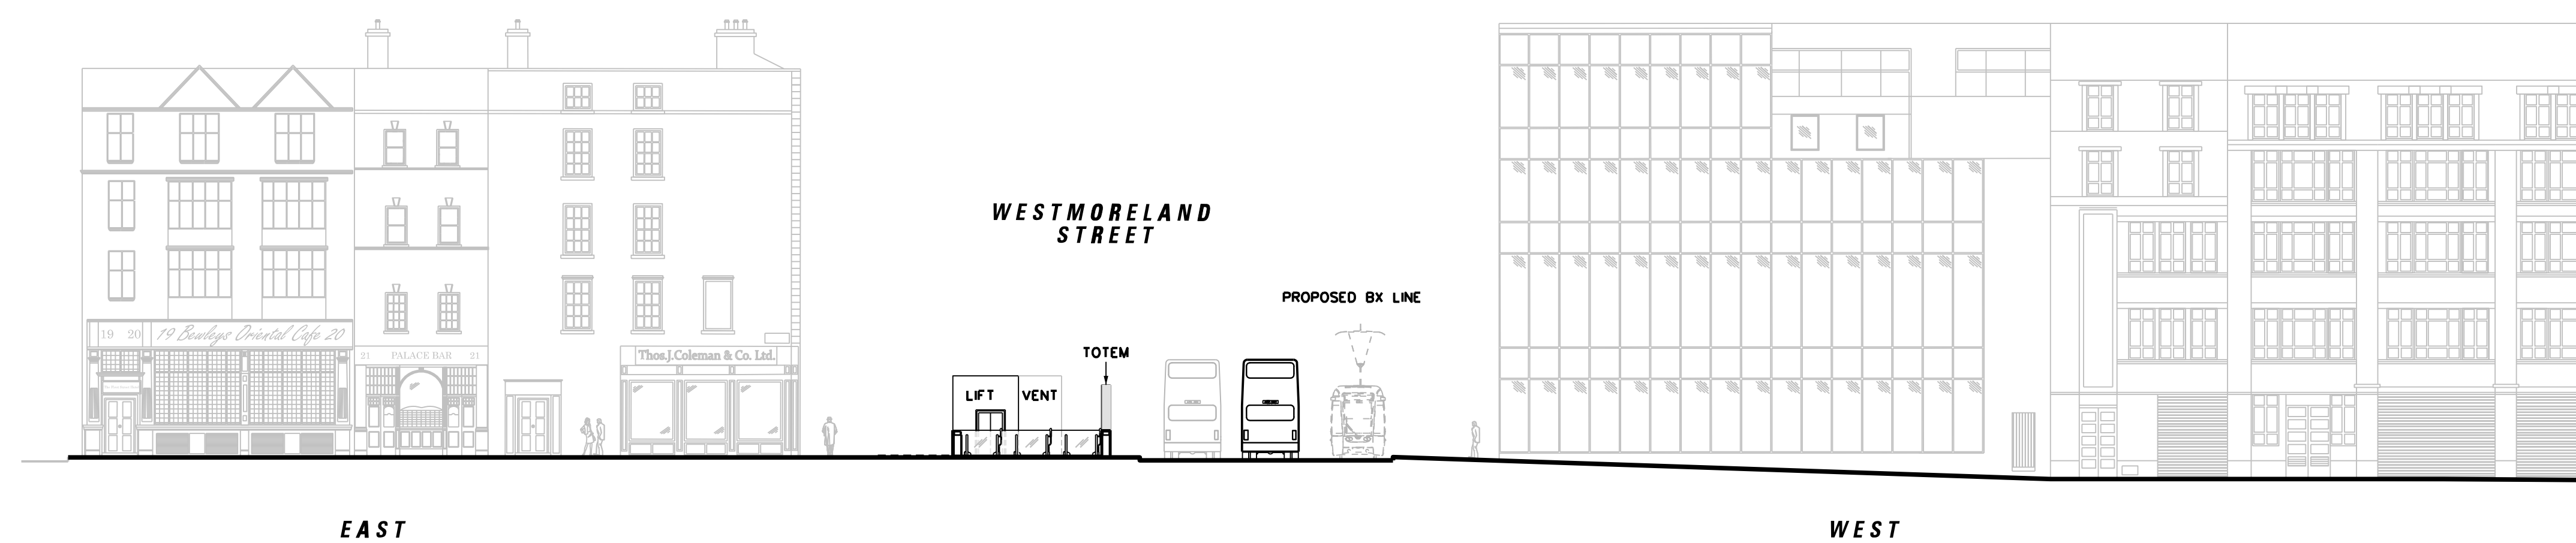 WESTMORELAND
STREET
PROPOSED BX LINE
TOTEM
LIFT
VENT
19 20
19 Bewleys Oriental Cafe 20
21 PALACE BAR 21
Thos.J.Coleman & Co. Ltd.
EAST
WEST